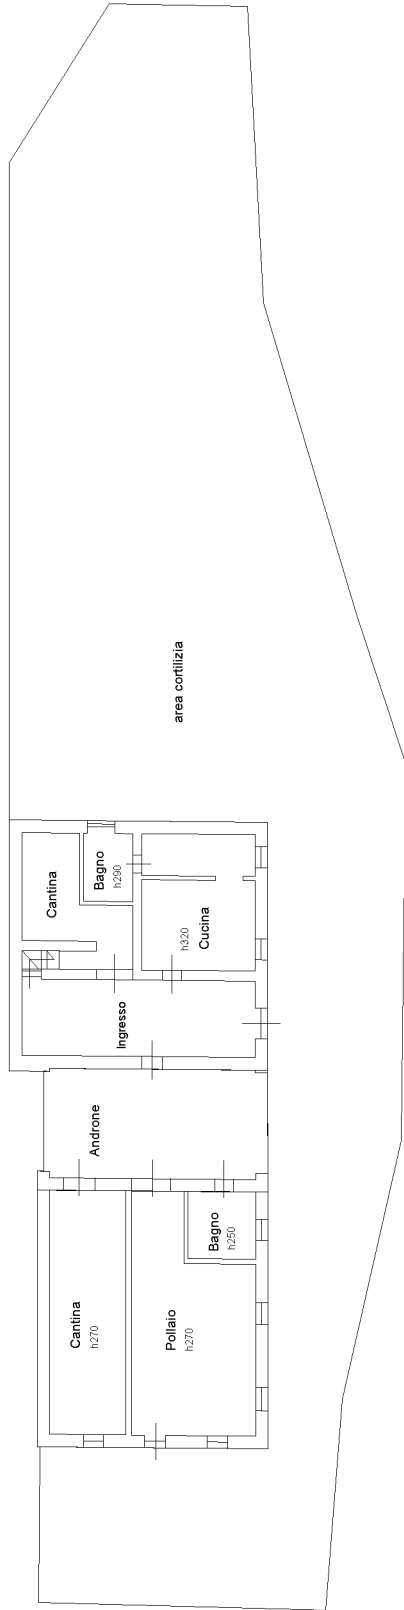 area cortilizia
Cantina
Bagno
h290
h320
Cucina
Ingresso
Androne
Bagno
h250
Cantina
h270
Pollaio
h270